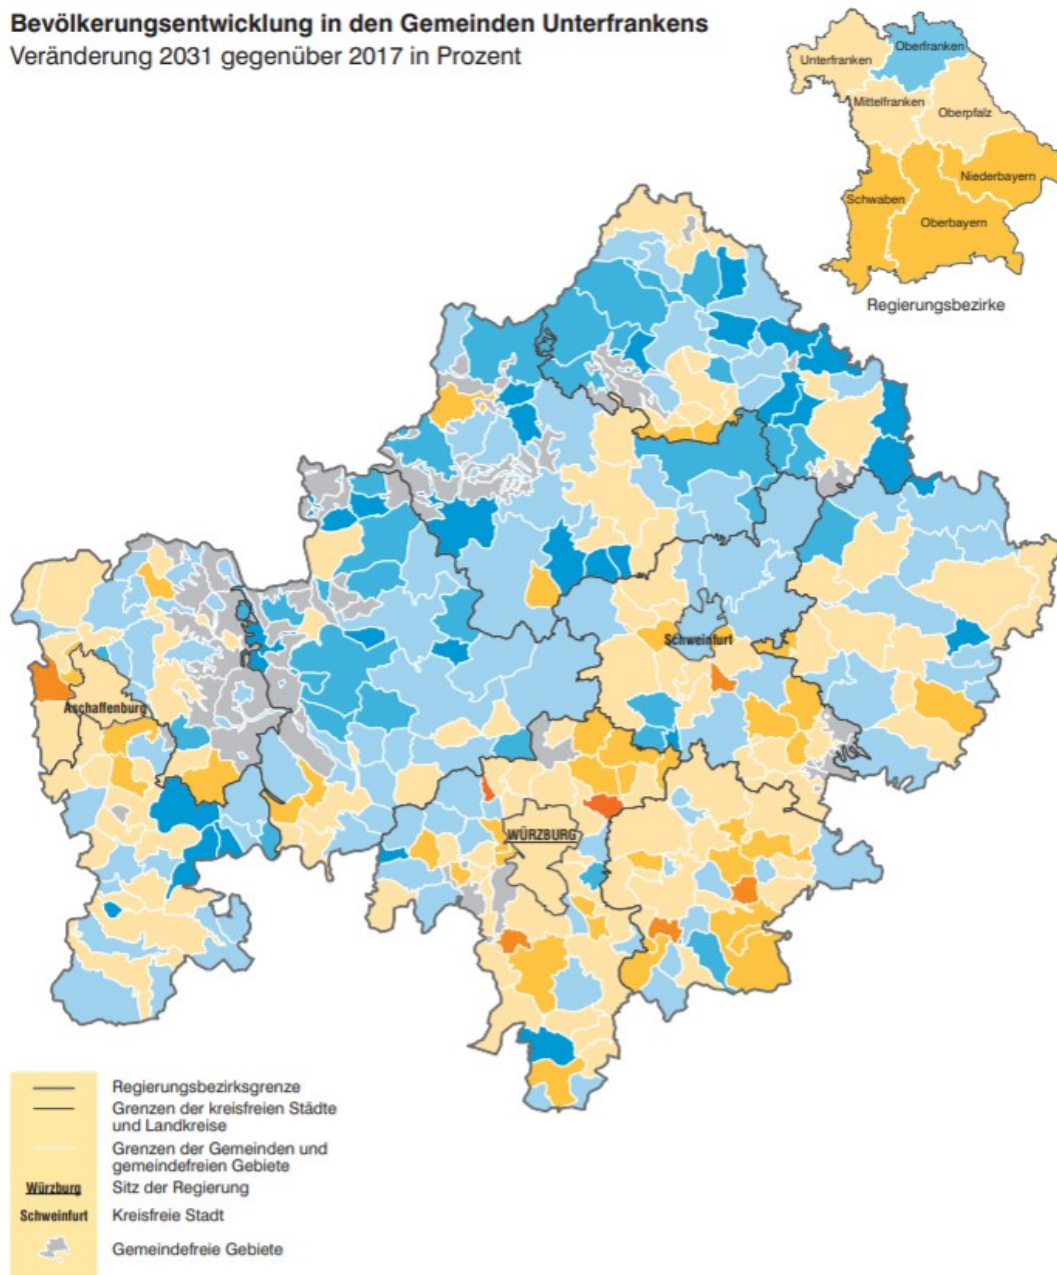 Bevölkerungsentwicklung in den Gemeinden Unterfrankens
Veränderung 2031 gegenüber 2017 in Prozent
Oberfranken
Unterfranken
Mittelfranken
Oberpfalz
Niederbayern
Schwaben
Oberbayern
Regierungsbezirke
Schweinfurt
Aschaffenburg
WÜRZBURG
Regierungsbezirksgrenze
Grenzen der kreisfreien Städte
und Landkreise
Grenzen der Gemeinden und
gemeindefreien Gebiete
Würzburg Sitz der Regierung
Schweinfurt Kreisfreie Stadt
Gemeindefreie Gebiete